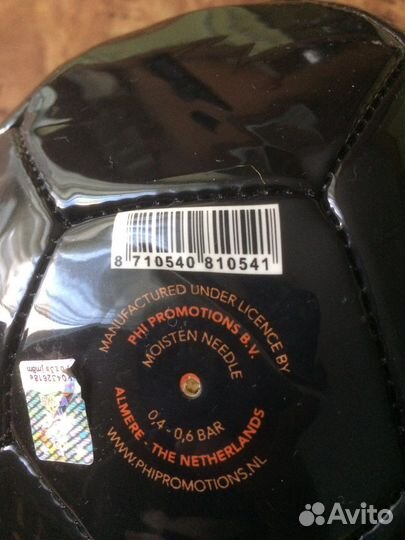 8 710540 810541
MANUFACTURED UNDER LICENCE BY
PHI PROMOTIONS B.V.
MOISTEN NEEDLE
0,4 - 0,6 BAR
ALMERE - THE NETHERLANDS
WWW.PHIPROMOTIONS.NL
Avito